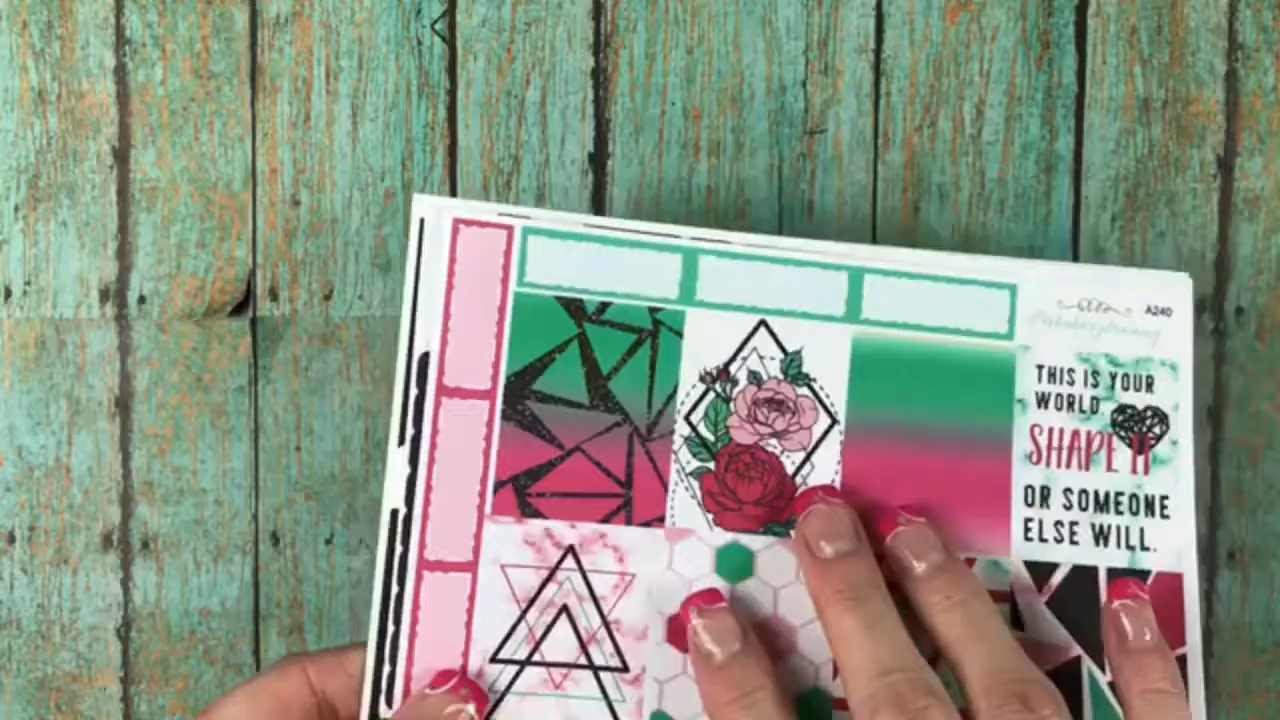 A240
THIS IS YOUR
WORLD.
SHAPE IT
OR SOMEONE
ELSE WILL.